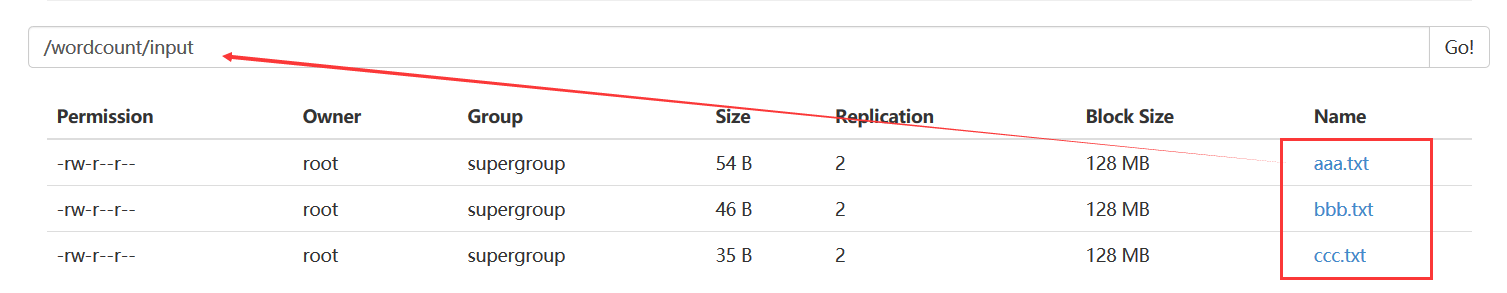 /wordcount/input Go!
Permission Owner Group Size Replication Block Size Name
-rw-r--r-- root supergroup 54 B 2 128 MB aaa.txt
-rw-r--r-- root supergroup 46 B 2 128 MB bbb.txt
-rw-r--r-- root supergroup 35 B 2 128 MB ccc.txt